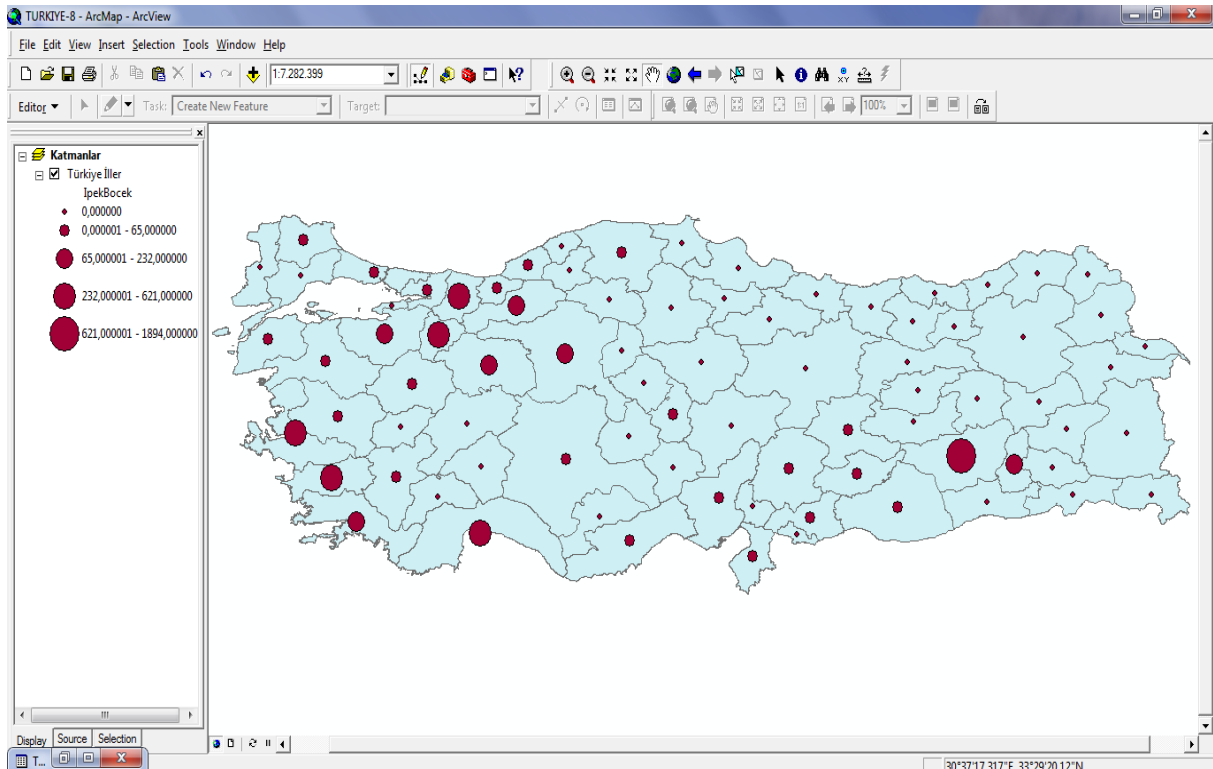 TURKIYE-8 - ArcMap - ArcView
File Edit View Insert Selection Tools Window Help
1:7.282.399
Editor Task: Create New Feature Target: 100%
Katmanlar
Türkiye İller
IpekBocek
0,000000
0,000001 - 65,000000
65,000001 - 232,000000
232,000001 - 621,000000
621,000001 - 1894,000000
Display Source Selection
T...
30°37'17,317"E 33°29'20,12"N